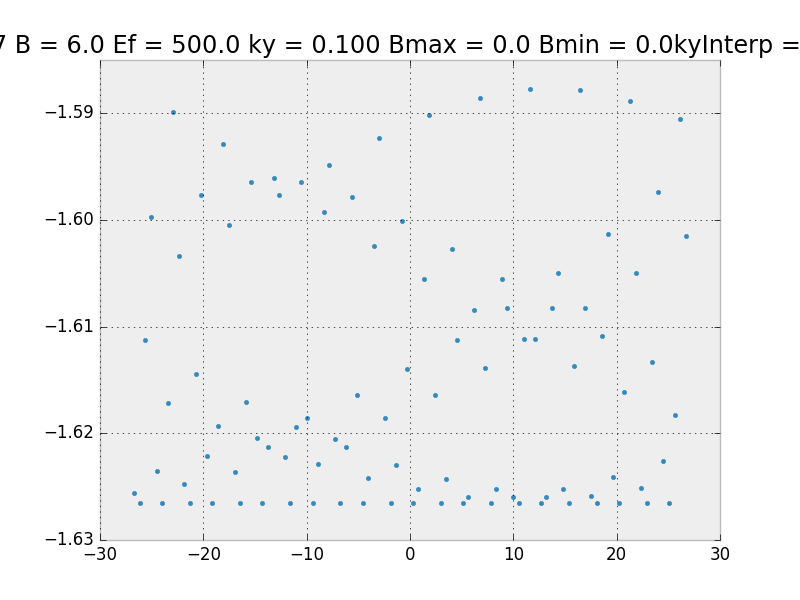 7 B = 6.0 Ef = 500.0 ky = 0.100 Bmax = 0.0 Bmin = 0.0kyInterp =
−1.59
−1.60
−1.61
−1.62
−1.63
−30 −20 −10 0 10 20 30